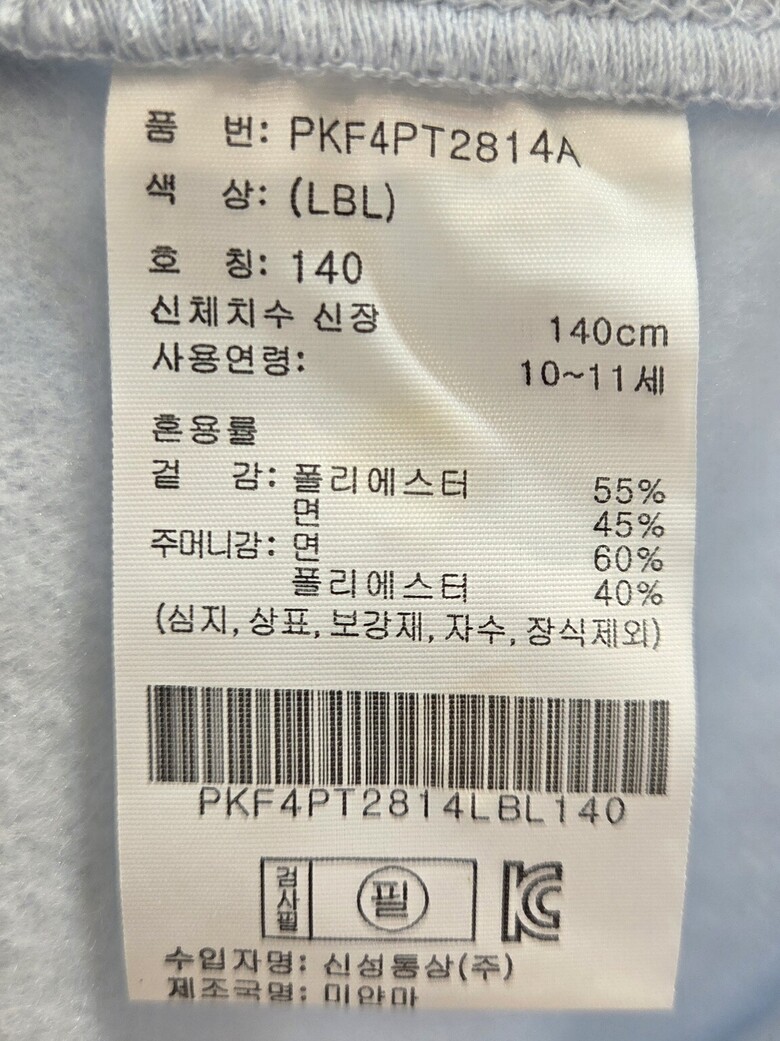 품 번: PKF4PT2814A
색 상: (LBL)
호 칭: 140
신체치수 신장 140cm
사용연령: 10~11세
혼용률
겉 감: 폴리에스터 55%
면 45%
주머니감: 면 60%
폴리에스터 40%
(심지, 상표, 보강재, 자수, 장식제외)
PKF4PT2814LBL140
검사필 필 KC
수입자명: 신성통상(주)
제조국명: 미얀마